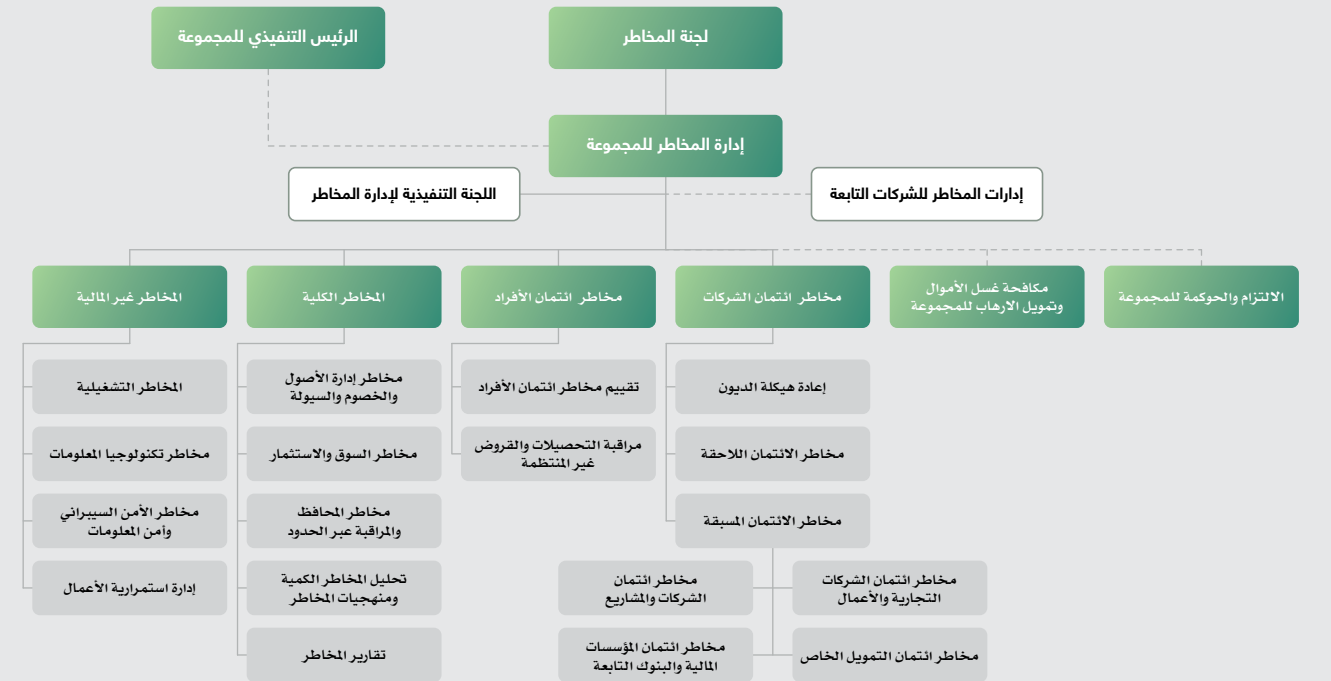 لجنة المخاطر
الرئيس التنفيذي للمجموعة
إدارة المخاطر للمجموعة
إدارات المخاطر للشركات التابعة
اللجنة التنفيذية لإدارة المخاطر
الالتزام والحوكمة للمجموعة
مكافحة غسل الأموال
وتمويل الارهاب للمجموعة
مخاطر ائتمان الشركات
مخاطر ائتمان الأفراد
المخاطر الكلية
المخاطر غير المالية
إعادة هيكلة الديون
مخاطر الائتمان اللاحقة
مخاطر الائتمان المسبقة
مخاطر ائتمان الشركات
التجارية والأعمال
مخاطر ائتمان
الشركات والمشاريع
مخاطر ائتمان التمويل الخاص
مخاطر ائتمان المؤسسات
المالية والبنوك التابعة
تقييم مخاطر ائتمان الأفراد
مراقبة التحصيلات والقروض
غير المنتظمة
مخاطر إدارة الأصول
والخصوم والسيولة
مخاطر السوق والاستثمار
مخاطر المحافظ
والمراقبة عبر الحدود
تحليل المخاطر الكمية
ومنهجيات المخاطر
تقارير المخاطر
المخاطر التشغيلية
مخاطر تكنولوجيا المعلومات
مخاطر الأمن السيبراني
وأمن المعلومات
إدارة استمرارية الأعمال